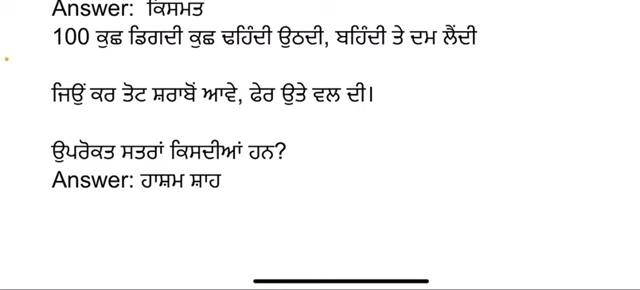 Answer: ਕਿਸਮਤ
100 ਕੁਛ ਡਿਗਦੀ ਕੁਛ ਢਹਿੰਦੀ ਉਠਦੀ, ਬਹਿੰਦੀ ਤੇ ਦਮ ਲੈਂਦੀ
ਜਿਉਂ ਕਰ ਤੋਟ ਸ਼ਰਾਬੋਂ ਆਵੇ, ਫੇਰ ਉਤੇ ਵਲ ਦੀ।
ਉਪਰੋਕਤ ਸਤਰਾਂ ਕਿਸਦੀਆਂ ਹਨ?
Answer: ਹਾਸ਼ਮ ਸ਼ਾਹ